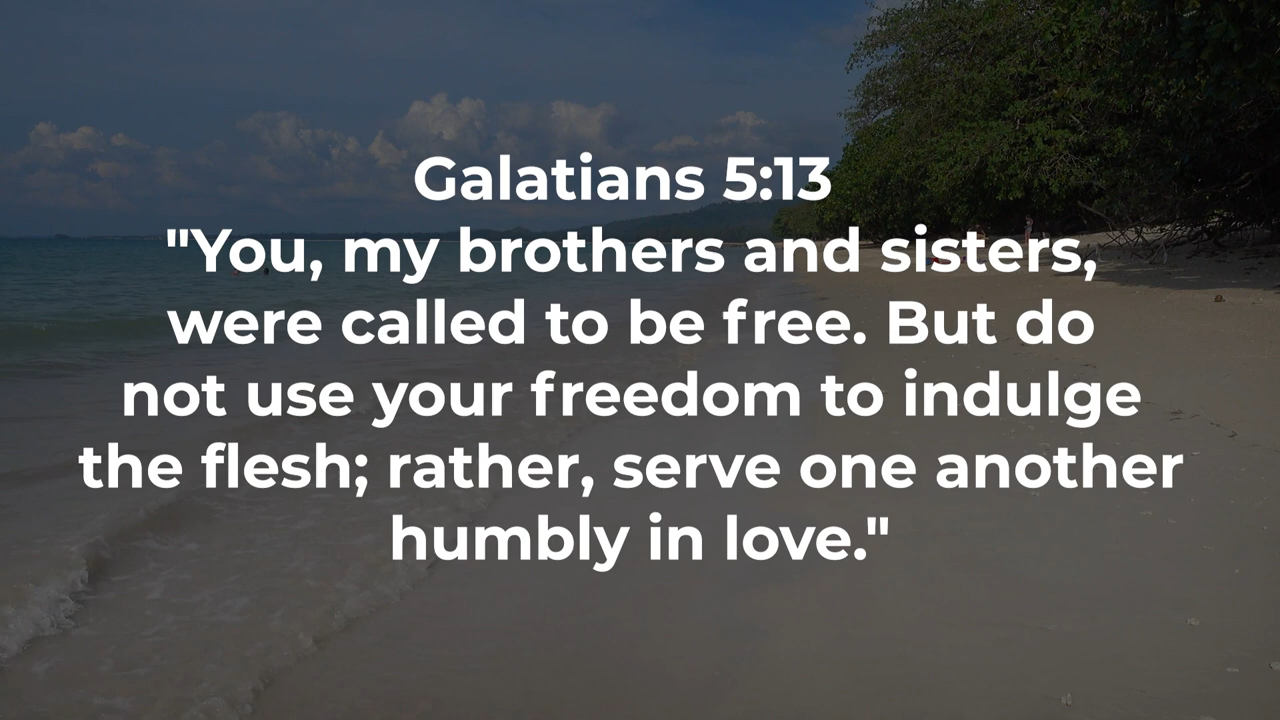 Galatians 5:13
"You, my brothers and sisters,
were called to be free. But do
not use your freedom to indulge
the flesh; rather, serve one another
humbly in love."